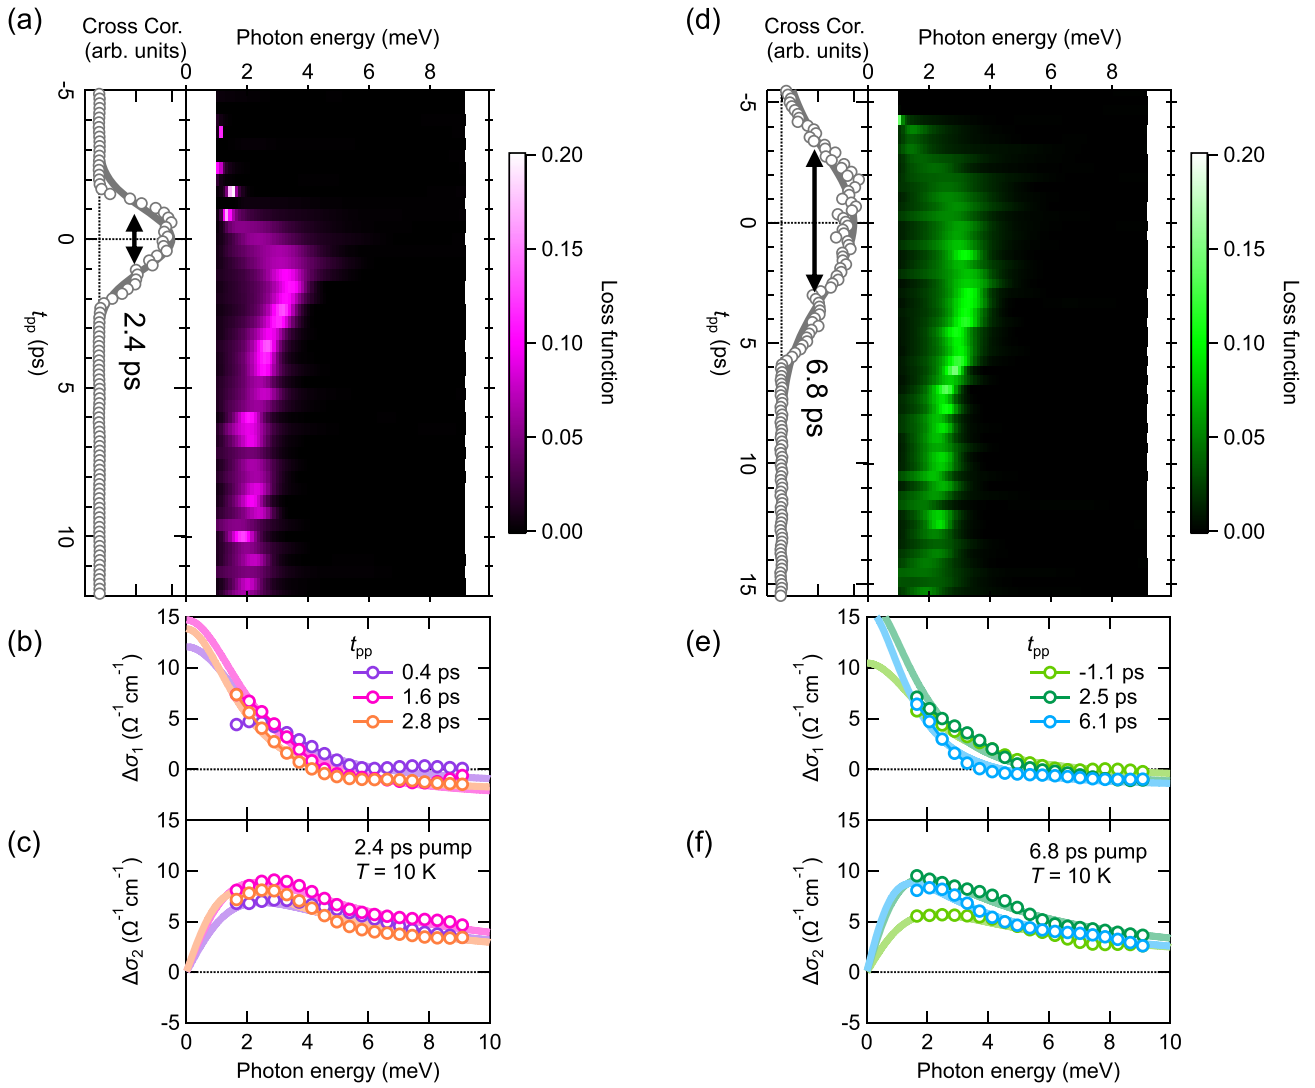 (a)
Cross Cor.
(arb. units)
Photon energy (meV)
0 2 4 6 8
-5
0
5
10
t_pp (ps)
2.4 ps
0.20
0.15
0.10
0.05
0.00
Loss function
(d)
Cross Cor.
(arb. units)
Photon energy (meV)
0 2 4 6 8
-5
0
5
10
15
t_pp (ps)
6.8 ps
0.20
0.15
0.10
0.05
0.00
Loss function
(b)
15
10
5
0
Δσ₁ (Ω⁻¹ cm⁻¹)
t_pp
0.4 ps
1.6 ps
2.8 ps
(e)
15
10
5
0
Δσ₁ (Ω⁻¹ cm⁻¹)
t_pp
-1.1 ps
2.5 ps
6.1 ps
(c)
15
10
5
0
-5
Δσ₂ (Ω⁻¹ cm⁻¹)
2.4 ps pump
T = 10 K
0 2 4 6 8 10
Photon energy (meV)
(f)
15
10
5
0
-5
Δσ₂ (Ω⁻¹ cm⁻¹)
6.8 ps pump
T = 10 K
0 2 4 6 8 10
Photon energy (meV)